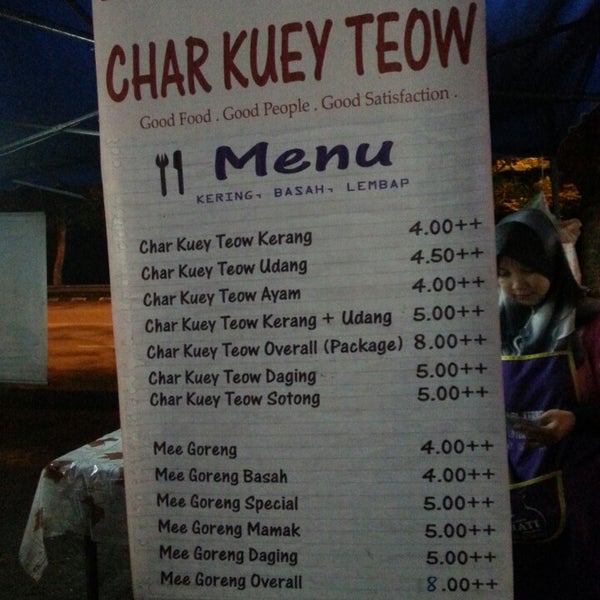 CHAR KUEY TEOW
Good Food . Good People . Good Satisfaction .
Menu
KERING, BASAH, LEMBAP
Char Kuey Teow Kerang 4.00++
Char Kuey Teow Udang 4.50++
Char Kuey Teow Ayam 4.00++
Char Kuey Teow Kerang + Udang 5.00++
Char Kuey Teow Overall (Package) 8.00++
Char Kuey Teow Daging 5.00++
Char Kuey Teow Sotong 5.00++
Mee Goreng 4.00++
Mee Goreng Basah 4.00++
Mee Goreng Special 5.00++
Mee Goreng Mamak 5.00++
Mee Goreng Daging 5.00++
Mee Goreng Overall 8.00++